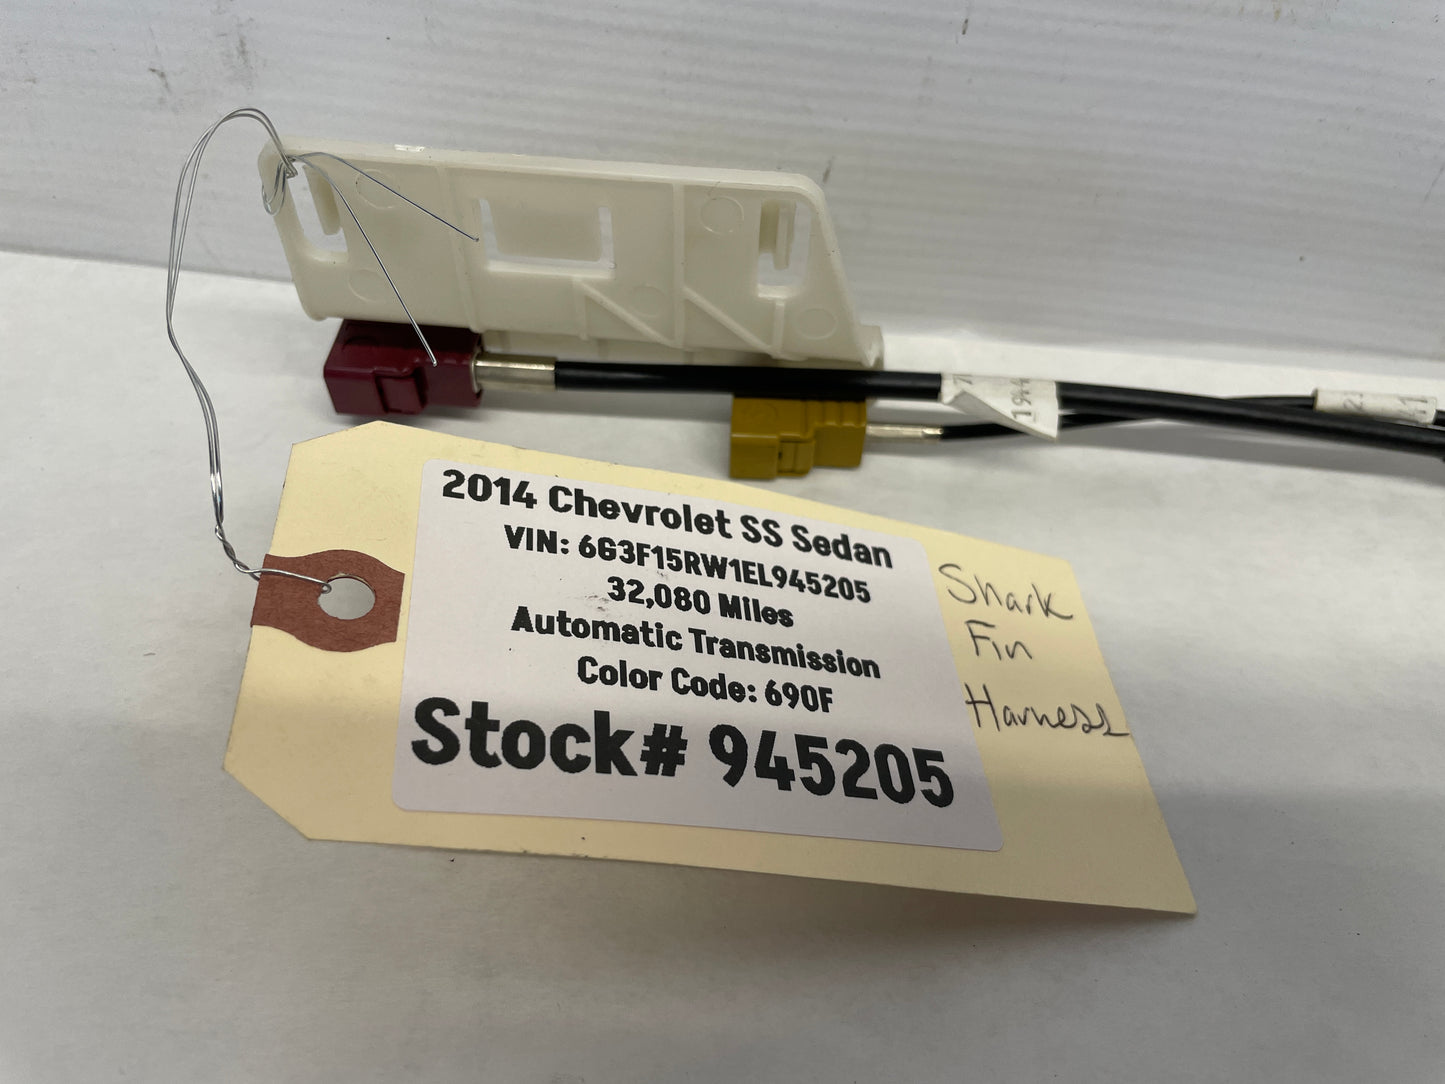 2014 Chevrolet SS Sedan
VIN: 6G3F15RW1EL945205
32,080 Miles
Automatic Transmission
Color Code: 690F
Stock# 945205
Shark
Fin
Harness